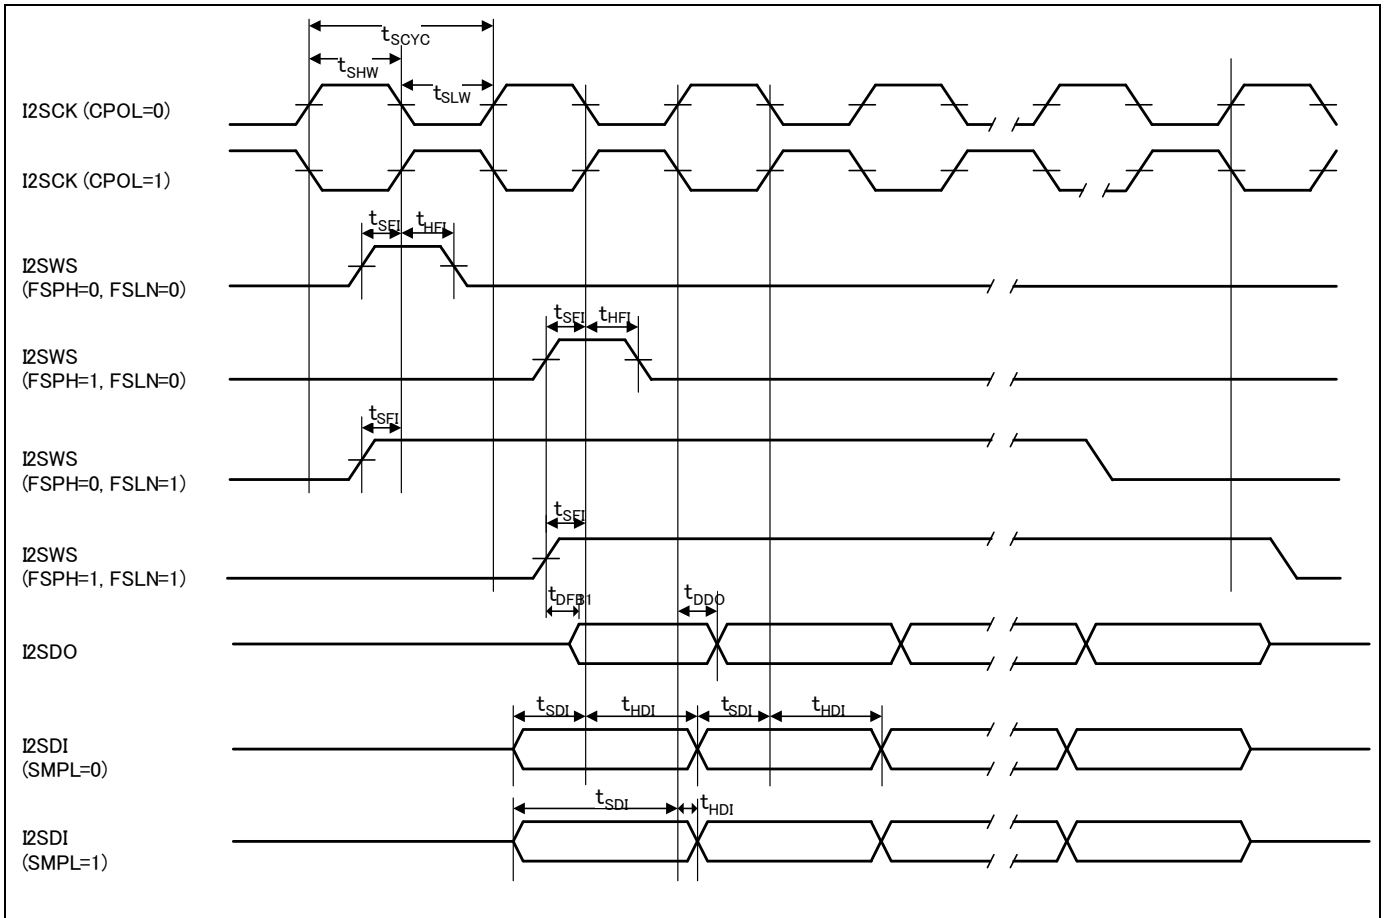 tSCYC
tSHW
tSLW
I2SCK (CPOL=0)
I2SCK (CPOL=1)
tSFI tHFI
I2SWS
(FSPH=0, FSLN=0)
tSFI tHFI
I2SWS
(FSPH=1, FSLN=0)
tSFI
I2SWS
(FSPH=0, FSLN=1)
tSFI
I2SWS
(FSPH=1, FSLN=1)
tDFB1 tDDO
I2SDO
tSDI tHDI tSDI tHDI
I2SDI
(SMPL=0)
tSDI tHDI
I2SDI
(SMPL=1)